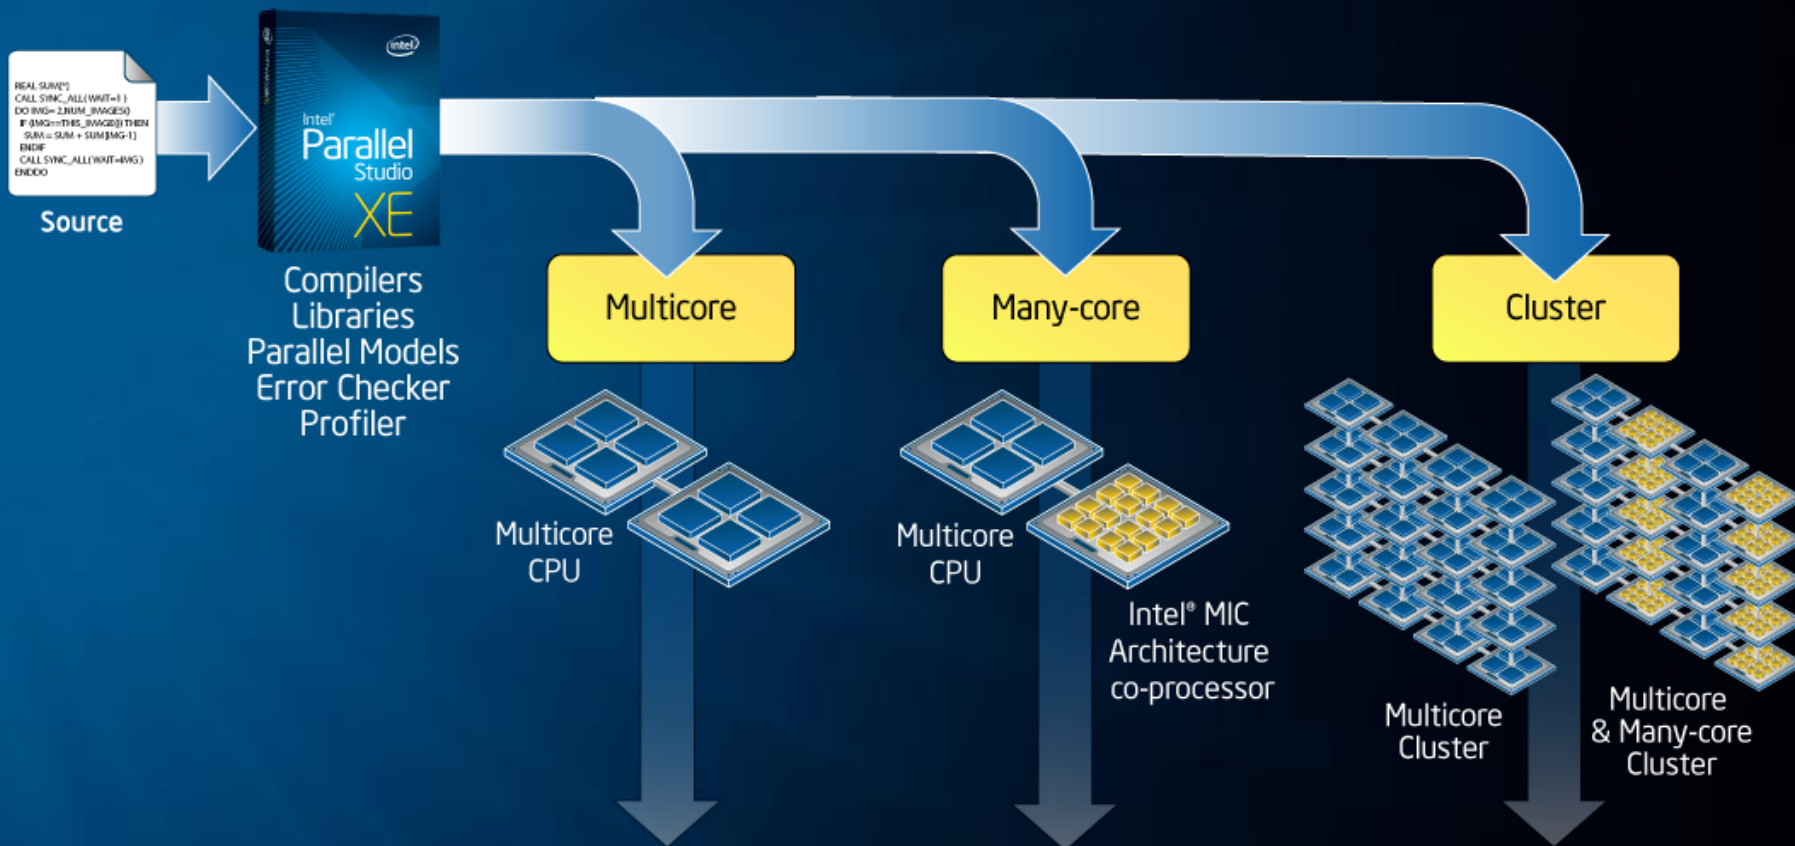 REAL SUM[*]
CALL SYNC_ALL( WAIT=1 )
DO IMG= 2,NUM_IMAGES()
IF (IMG==THIS_IMAGE()) THEN
SUM = SUM + SUM[IMG-1]
ENDIF
CALL SYNC_ALL( WAIT=IMG )
ENDDO
Source
intel
Intel®
Parallel
Studio
XE
Compilers
Libraries
Parallel Models
Error Checker
Profiler
Multicore
Many-core
Cluster
Multicore
CPU
Multicore
CPU
Intel® MIC
Architecture
co-processor
Multicore
Cluster
Multicore
& Many-core
Cluster